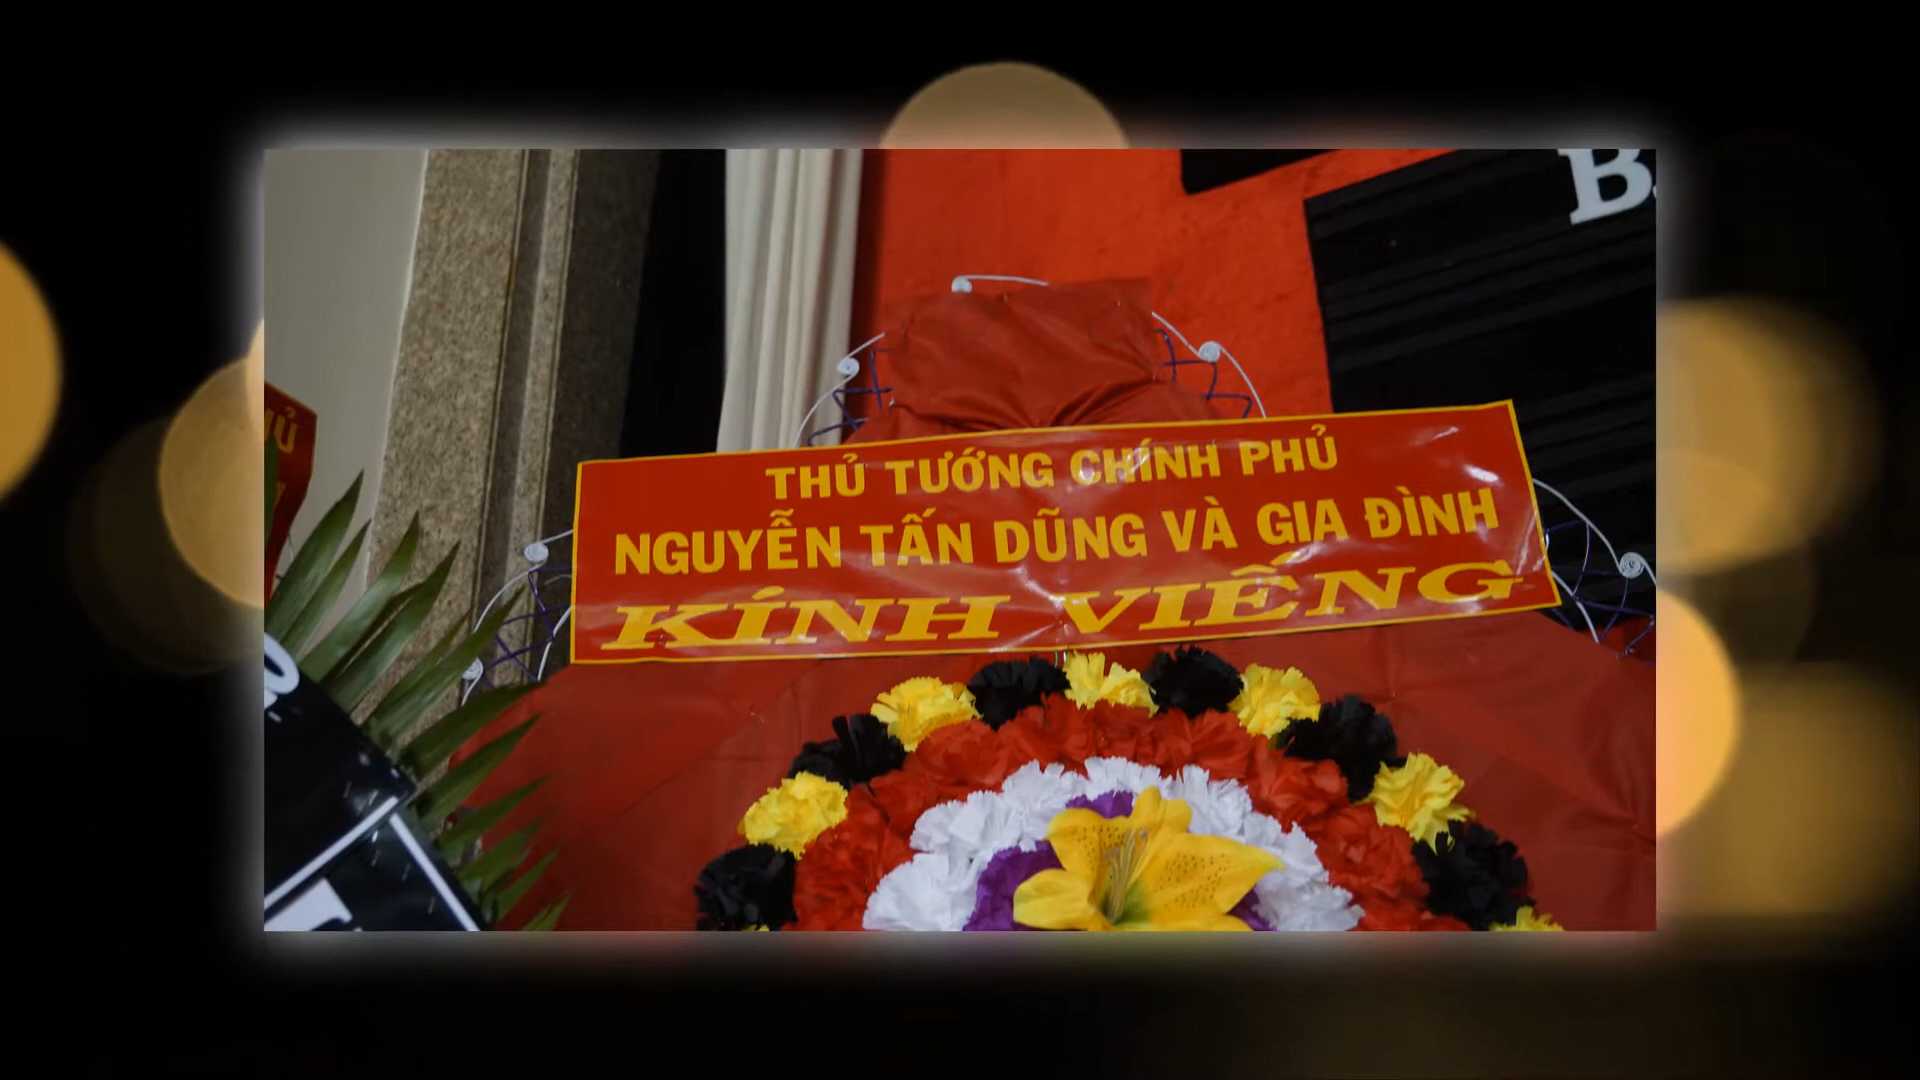 THỦ TƯỚNG CHÍNH PHỦ
NGUYỄN TẤN DŨNG VÀ GIA ĐÌNH
KÍNH VIẾNG